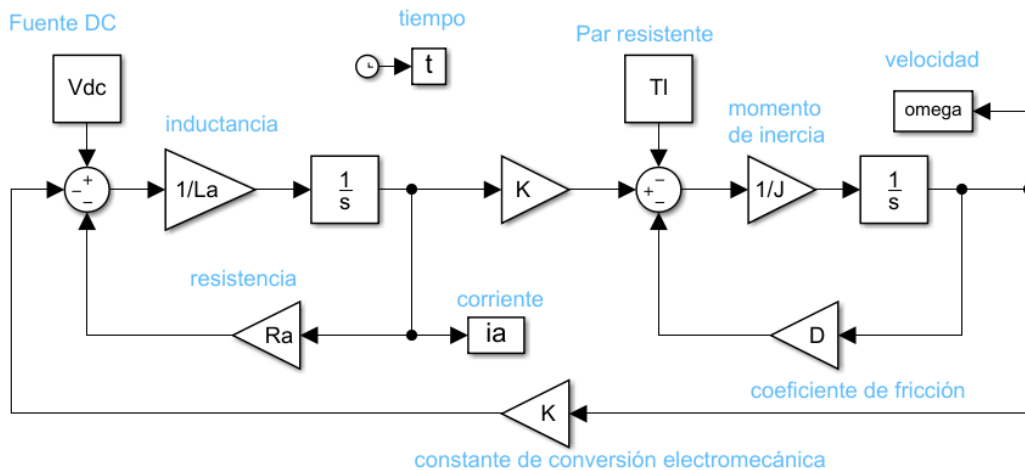 Fuente DC
tiempo
Par resistente
velocidad
Vdc
t
Tl
omega
inductancia
momento
de inercia
+
−
−
1/La
1
s
K
−
+
−
1/J
1
s
resistencia
corriente
Ra
ia
D
coeficiente de fricción
K
constante de conversión electromecánica